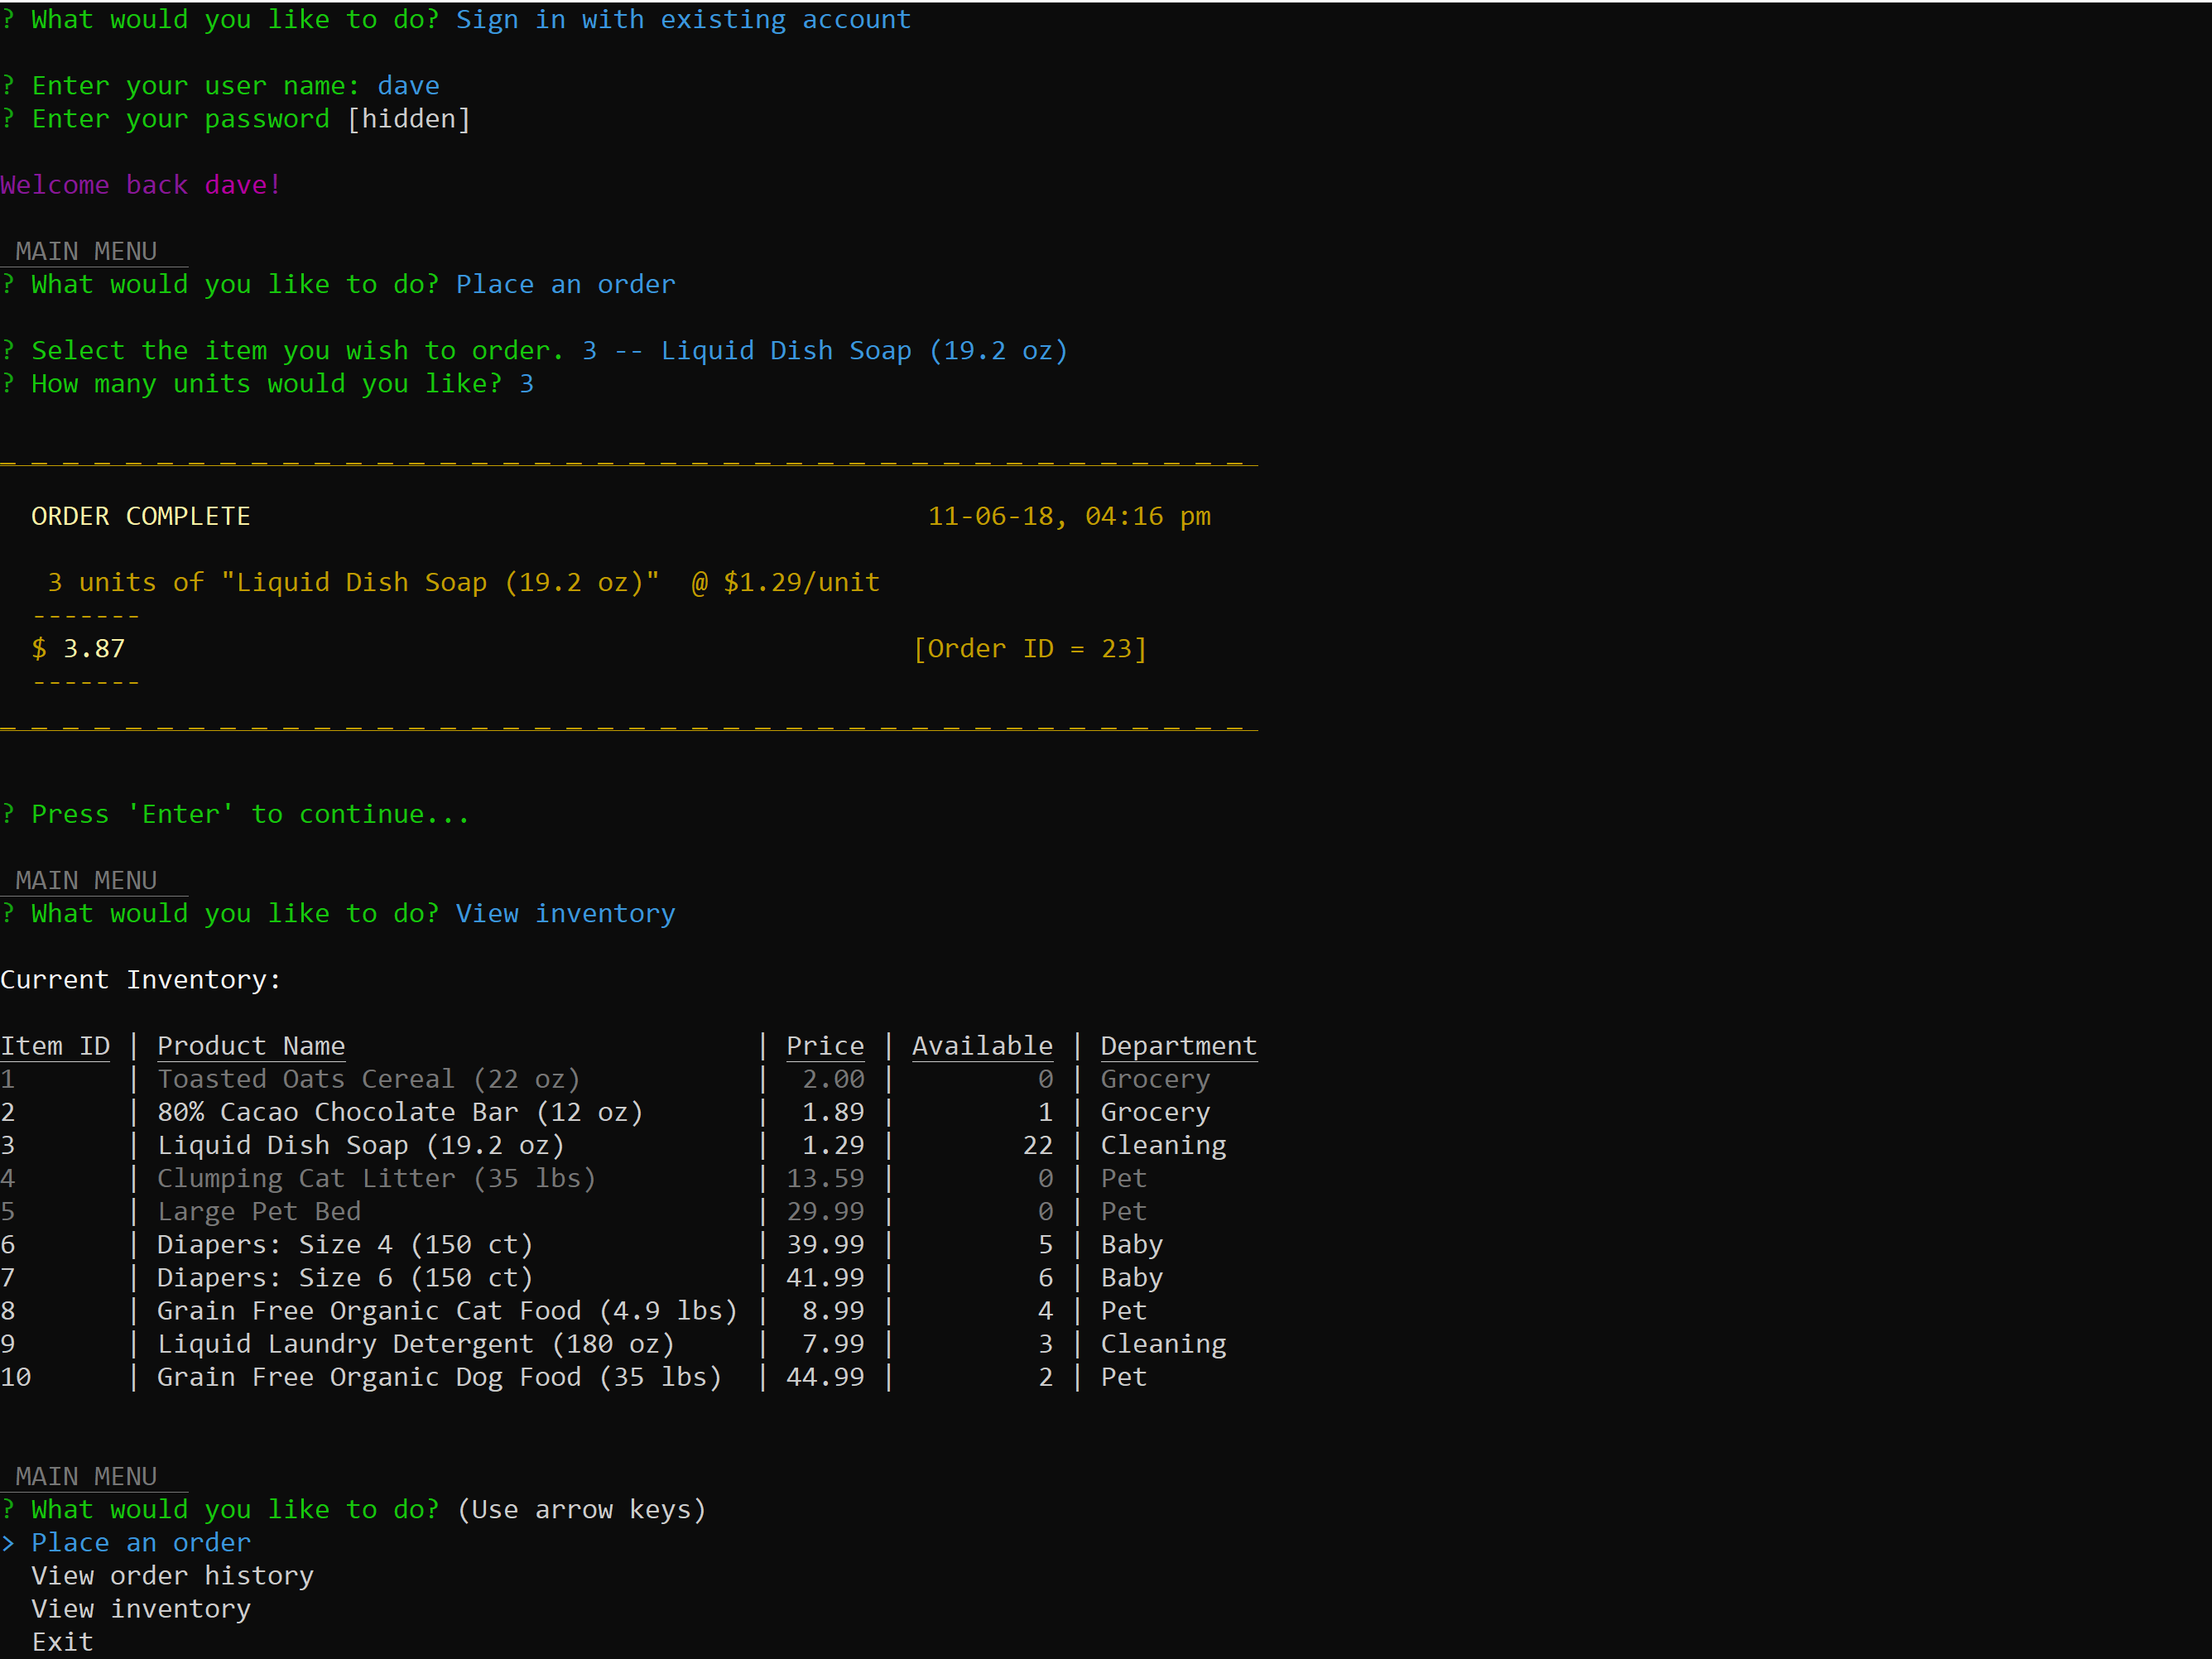 ? What would you like to do? Sign in with existing account
? Enter your user name: dave
? Enter your password [hidden]
Welcome back dave!
MAIN MENU
? What would you like to do? Place an order
? Select the item you wish to order. 3 -- Liquid Dish Soap (19.2 oz)
? How many units would you like? 3
_ _ _ _ _ _ _ _ _ _ _ _ _ _ _ _ _ _ _ _ _ _ _ _ _ _ _ _ _ _ _ _ _ _ _ _ _ _ _ _
ORDER COMPLETE 11-06-18, 04:16 pm
3 units of "Liquid Dish Soap (19.2 oz)" @ $1.29/unit
-------
$ 3.87 [Order ID = 23]
-------
_ _ _ _ _ _ _ _ _ _ _ _ _ _ _ _ _ _ _ _ _ _ _ _ _ _ _ _ _ _ _ _ _ _ _ _ _ _ _ _
? Press 'Enter' to continue...
MAIN MENU
? What would you like to do? View inventory
Current Inventory:
Item ID | Product Name | Price | Available | Department
1 | Toasted Oats Cereal (22 oz) | 2.00 | 0 | Grocery
2 | 80% Cacao Chocolate Bar (12 oz) | 1.89 | 1 | Grocery
3 | Liquid Dish Soap (19.2 oz) | 1.29 | 22 | Cleaning
4 | Clumping Cat Litter (35 lbs) | 13.59 | 0 | Pet
5 | Large Pet Bed | 29.99 | 0 | Pet
6 | Diapers: Size 4 (150 ct) | 39.99 | 5 | Baby
7 | Diapers: Size 6 (150 ct) | 41.99 | 6 | Baby
8 | Grain Free Organic Cat Food (4.9 lbs) | 8.99 | 4 | Pet
9 | Liquid Laundry Detergent (180 oz) | 7.99 | 3 | Cleaning
10 | Grain Free Organic Dog Food (35 lbs) | 44.99 | 2 | Pet
MAIN MENU
? What would you like to do? (Use arrow keys)
> Place an order
View order history
View inventory
Exit